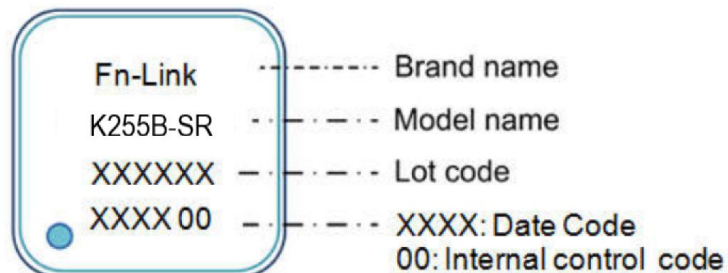 Fn-Link Brand name
K255B-SR Model name
XXXXXX Lot code
XXXX 00 XXXX: Date Code
00: Internal control code